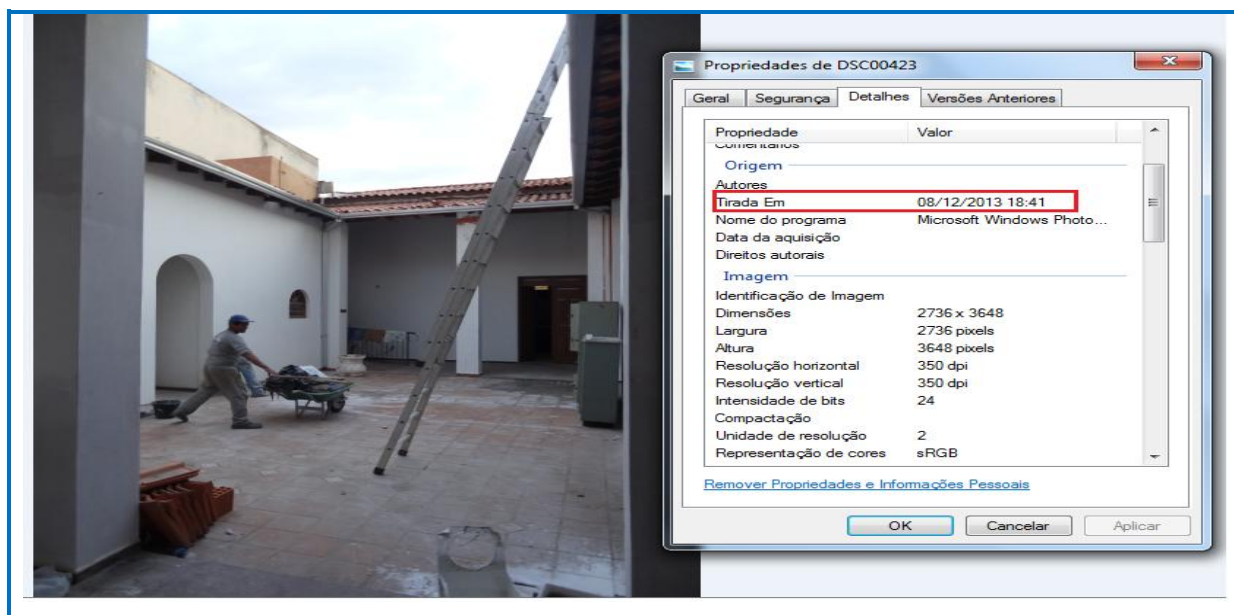 Propriedades de DSC00423
Geral Segurança Detalhes Versões Anteriores
Propriedade Valor
Comentários
Origem
Autores
Tirada Em 08/12/2013 18:41
Nome do programa Microsoft Windows Photo...
Data da aquisição
Direitos autorais
Imagem
Identificação de Imagem
Dimensões 2736 x 3648
Largura 2736 pixels
Altura 3648 pixels
Resolução horizontal 350 dpi
Resolução vertical 350 dpi
Intensidade de bits 24
Compactação
Unidade de resolução 2
Representação de cores sRGB
Remover Propriedades e Informações Pessoais
OK Cancelar Aplicar